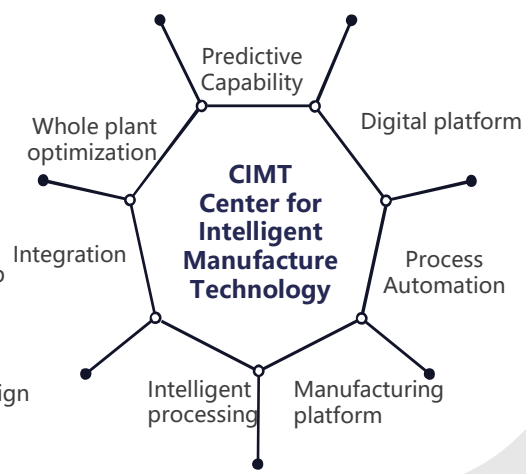 Predictive
Capability
Whole plant
optimization
Digital platform
CIMT
Center for
Intelligent
Manufacture
Technology
Integration
Process
Automation
Intelligent
processing
Manufacturing
platform